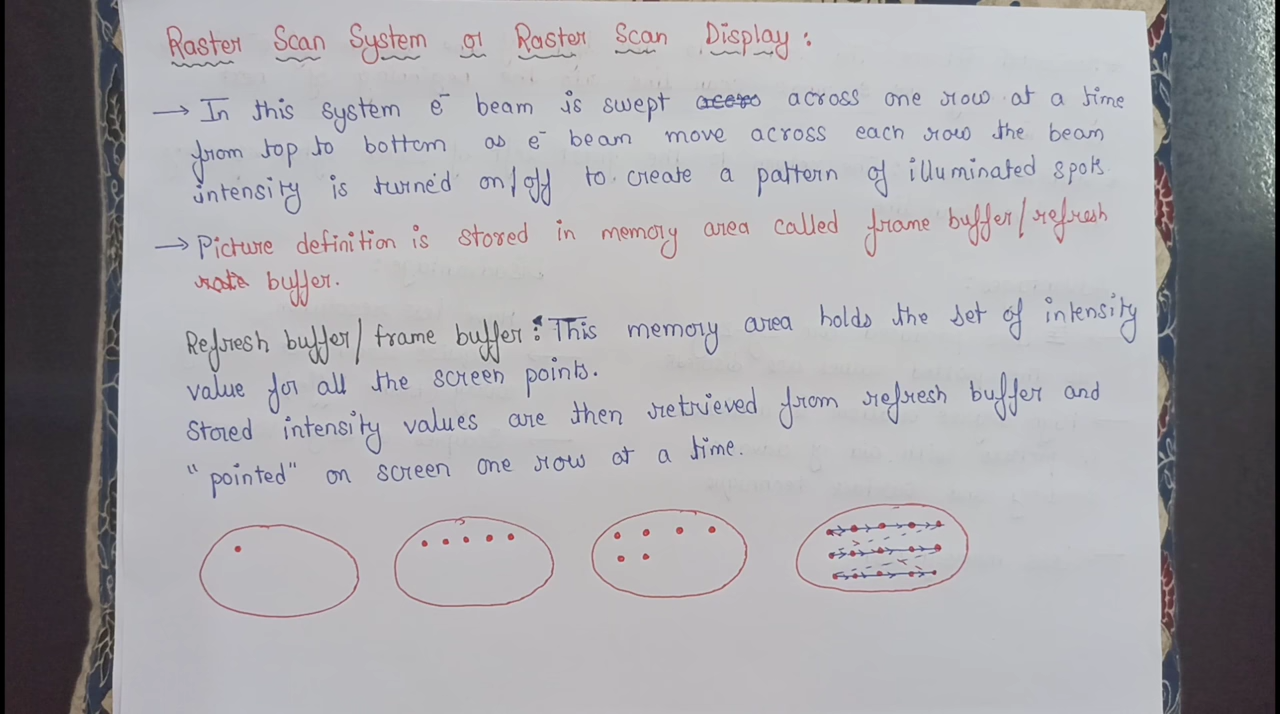 Raster Scan System or Raster Scan Display :
→ In this system e⁻ beam is swept across one row at a time
from top to bottom as e⁻ beam move across each row the beam
intensity is turned on/off to create a pattern of illuminated spots.
→ Picture definition is stored in memory area called frame buffer/refresh
buffer.
Refresh buffer/frame buffer : This memory area holds the set of intensity
value for all the screen points.
Stored intensity values are then retrieved from refresh buffer and
"pointed" on screen one row at a time.